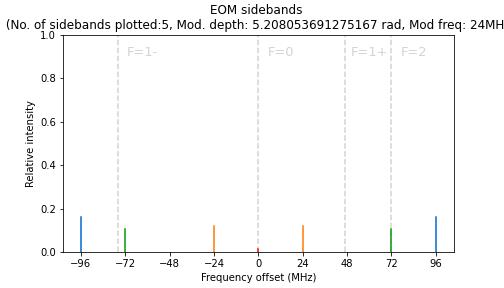 EOM sidebands
(No. of sidebands plotted:5, Mod. depth: 5.208053691275167 rad, Mod freq: 24MH
1.0
0.8
0.6
0.4
0.2
0.0
Relative intensity
F=1- F=0 F=1+ F=2
−96 −72 −48 −24 0 24 48 72 96
Frequency offset (MHz)